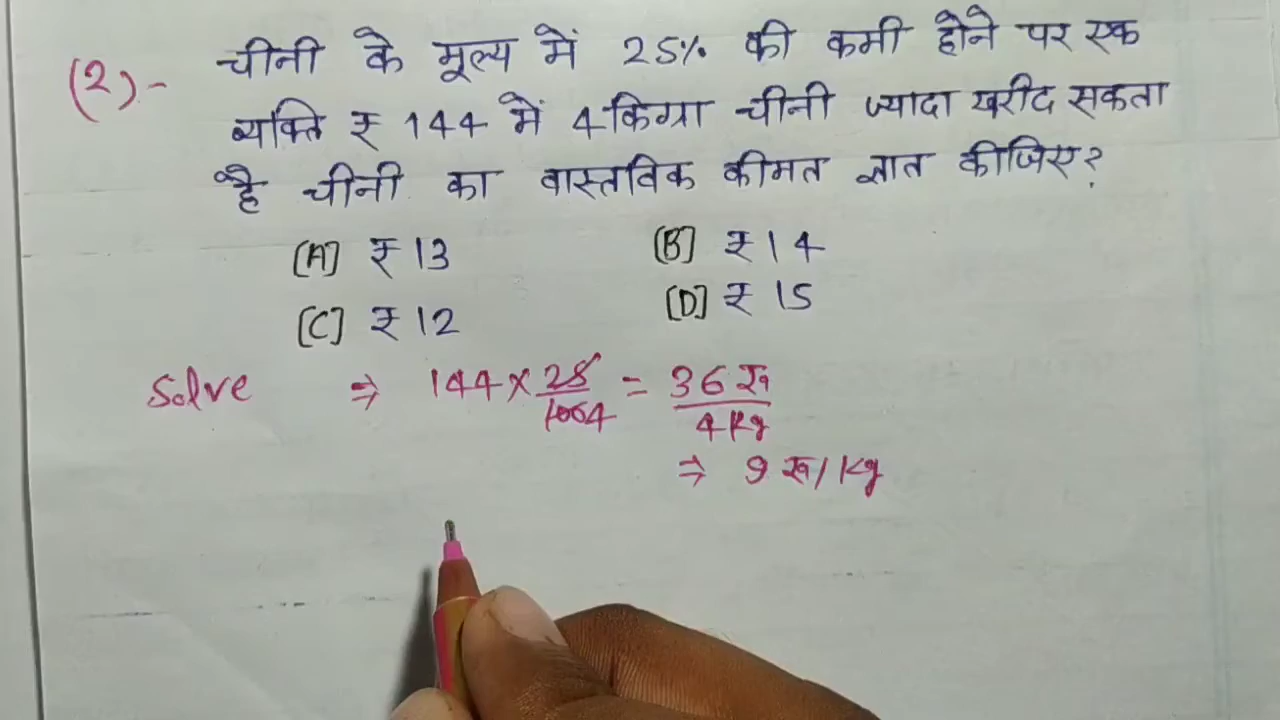 (2)- चीनी के मूल्य में 25% की कमी होने पर एक
व्यक्ति ₹ 144 में 4 किग्रा चीनी ज्यादा खरीद सकता
है चीनी का वास्तविक कीमत ज्ञात कीजिए?
[A] ₹ 13 [B] ₹ 14
[C] ₹ 12 [D] ₹ 15
Solve ⇒ 144 × 25/100 4 = 36 रू/4 Kg
⇒ 9 रू/Kg